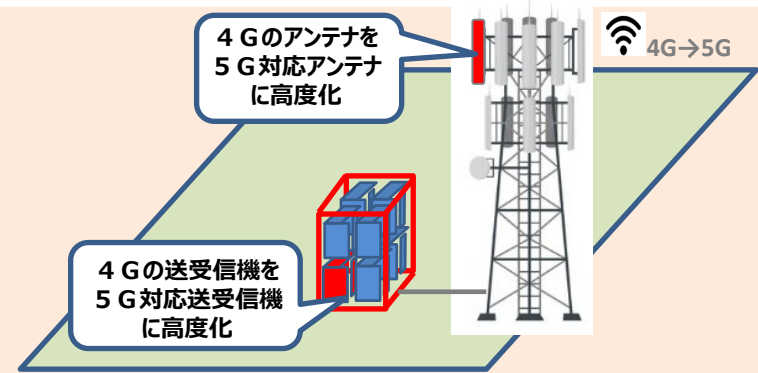 ４Ｇのアンテナを
５Ｇ対応アンテナ
に高度化
4G→5G
４Ｇの送受信機を
５Ｇ対応送受信機
に高度化